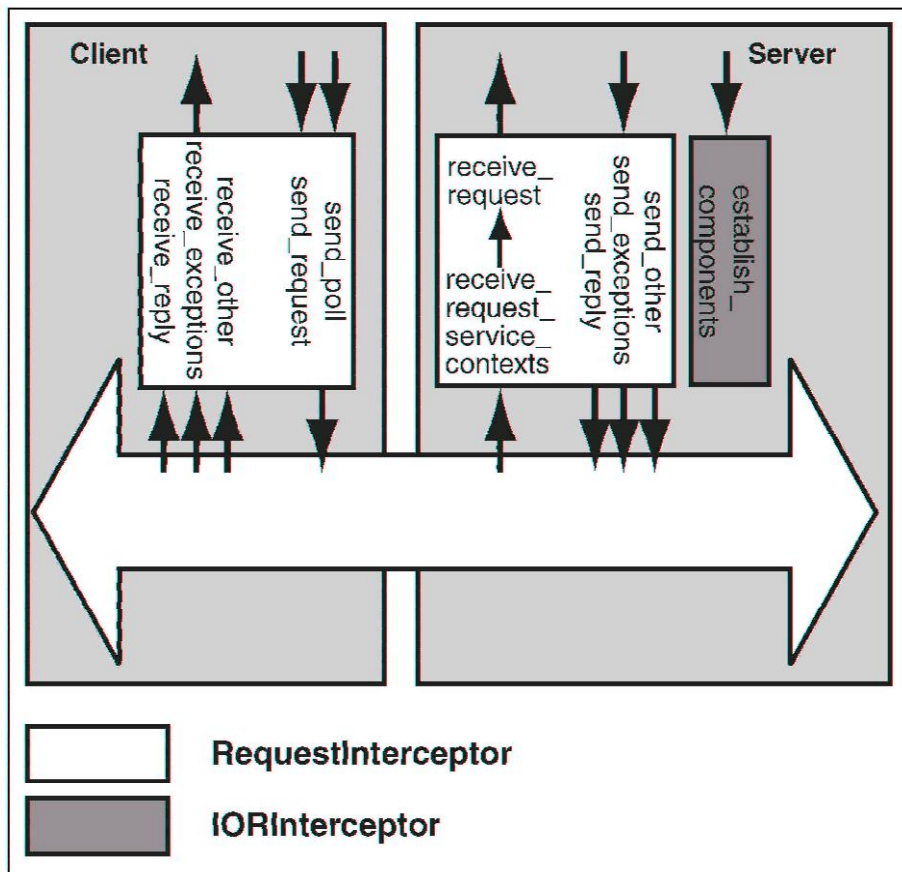 Client
Server
receive_reply
receive_exceptions
receive_other
send_request
send_poll
receive_
request
receive_
request_
service_
contexts
send_reply
send_exceptions
send_other
establish_
components
RequestInterceptor
IORInterceptor